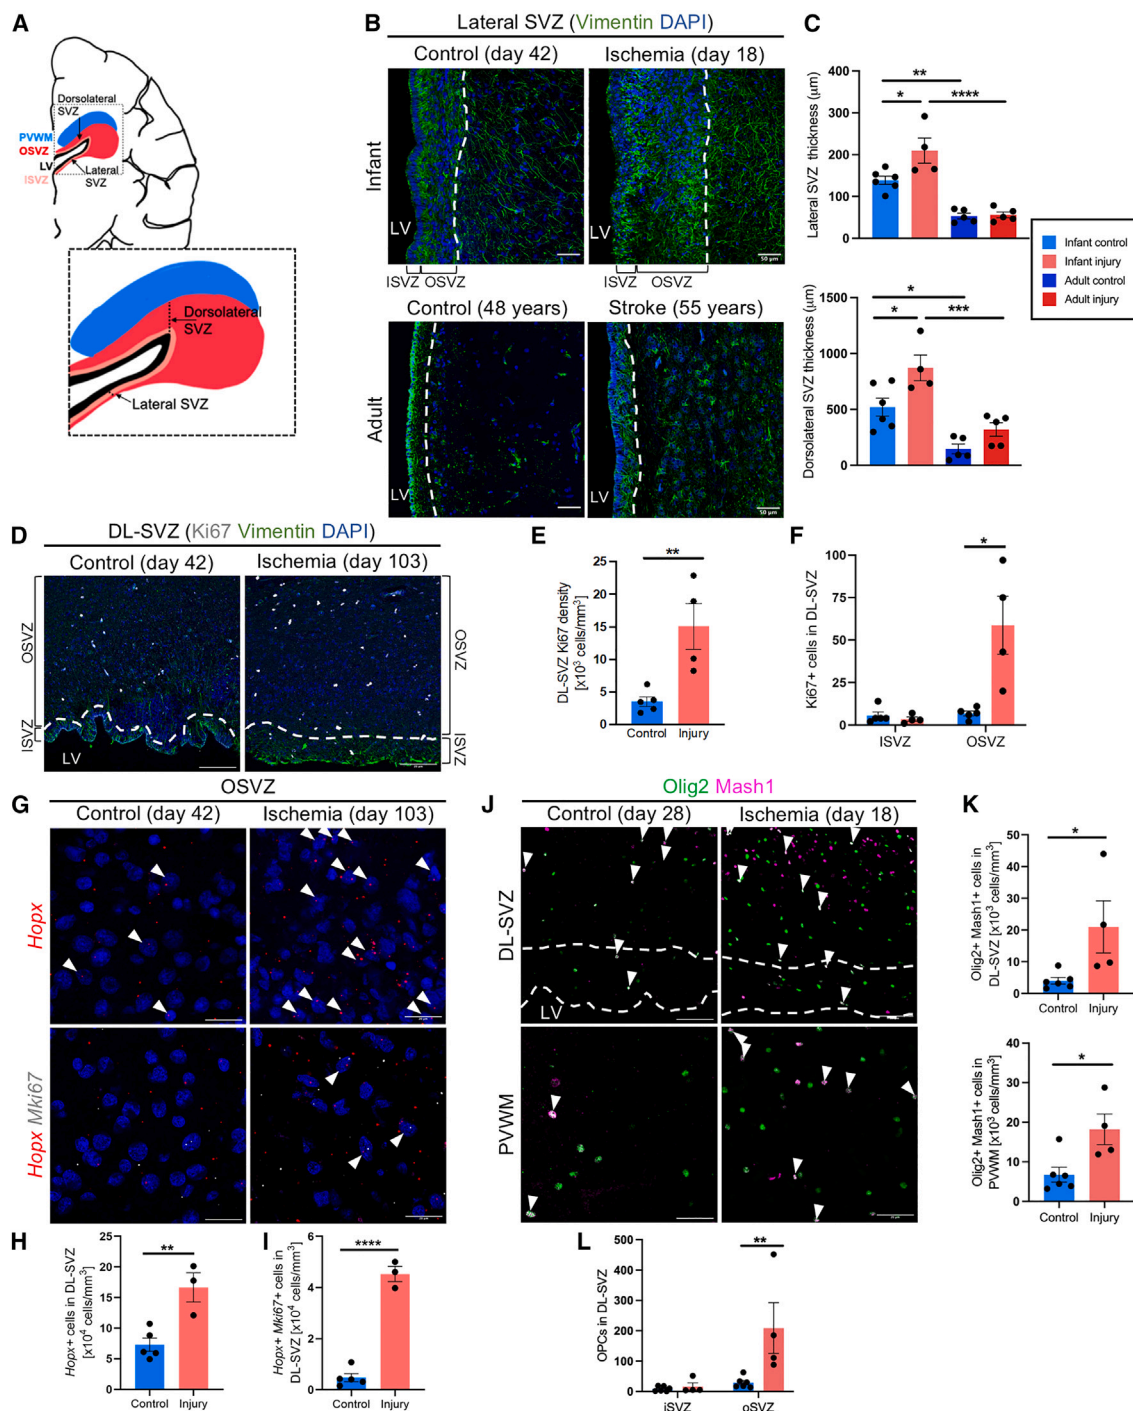 A
Dorsolateral
SVZ
PVWM
OSVZ
LV
ISVZ
Lateral
SVZ
Dorsolateral
SVZ
Lateral SVZ
B
Lateral SVZ (Vimentin DAPI)
Control (day 42)
Ischemia (day 18)
Infant
LV
LV
50 µm
ISVZ
OSVZ
ISVZ
OSVZ
Control (48 years)
Stroke (55 years)
Adult
LV
LV
50 µm
C
Lateral SVZ thickness (µm)
400
300
200
100
0
**
*
****
Dorsolateral SVZ thickness (µm)
1500
1000
500
0
*
*
***
Infant control
Infant injury
Adult control
Adult injury
D
DL-SVZ (Ki67 Vimentin DAPI)
Control (day 42)
Ischemia (day 103)
OSVZ
ISVZ
LV
OSVZ
ISVZ
E
DL-SVZ Ki67 density
[x10³ cells/mm³]
25
20
15
10
5
0
**
Control
Injury
F
Ki67+ cells in DL-SVZ
100
75
50
25
0
*
ISVZ
OSVZ
G
OSVZ
Control (day 42)
Ischemia (day 103)
Hopx
Hopx Mki67
H
Hopx+ cells in DL-SVZ
[x10⁴ cells/mm³]
25
20
15
10
5
0
**
Control
Injury
I
Hopx+ Mki67+ cells in
DL-SVZ [x10⁴ cells/mm³]
6
4
2
0
****
Control
Injury
J
Olig2 Mash1
Control (day 28)
Ischemia (day 18)
DL-SVZ
LV
PVWM
K
Olig2+ Mash1+ cells in
DL-SVZ [x10³ cells/mm³]
50
40
30
20
10
0
*
Control
Injury
Olig2+ Mash1+ cells in
PVWM [x10³ cells/mm³]
40
30
20
10
0
*
Control
Injury
L
OPCs in DL-SVZ
500
400
300
200
100
0
**
iSVZ
oSVZ